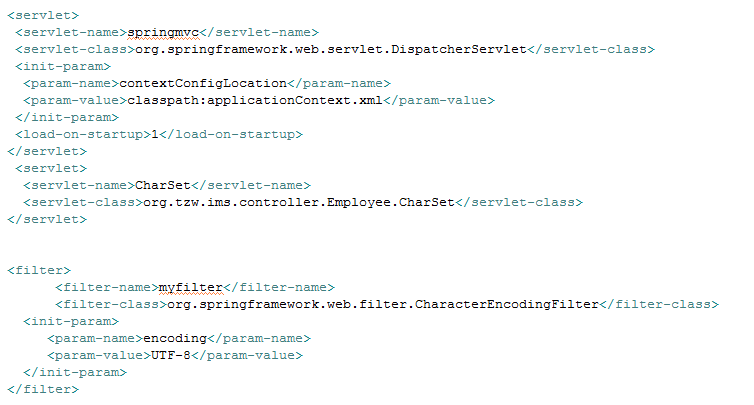 <servlet>
<servlet-name>springmvc</servlet-name>
<servlet-class>org.springframework.web.servlet.DispatcherServlet</servlet-class>
<init-param>
<param-name>contextConfigLocation</param-name>
<param-value>classpath:applicationContext.xml</param-value>
</init-param>
<load-on-startup>1</load-on-startup>
</servlet>
<servlet>
<servlet-name>CharSet</servlet-name>
<servlet-class>org.tzw.ims.controller.Employee.CharSet</servlet-class>
</servlet>
<filter>
<filter-name>myfilter</filter-name>
<filter-class>org.springframework.web.filter.CharacterEncodingFilter</filter-class>
<init-param>
<param-name>encoding</param-name>
<param-value>UTF-8</param-value>
</init-param>
</filter>